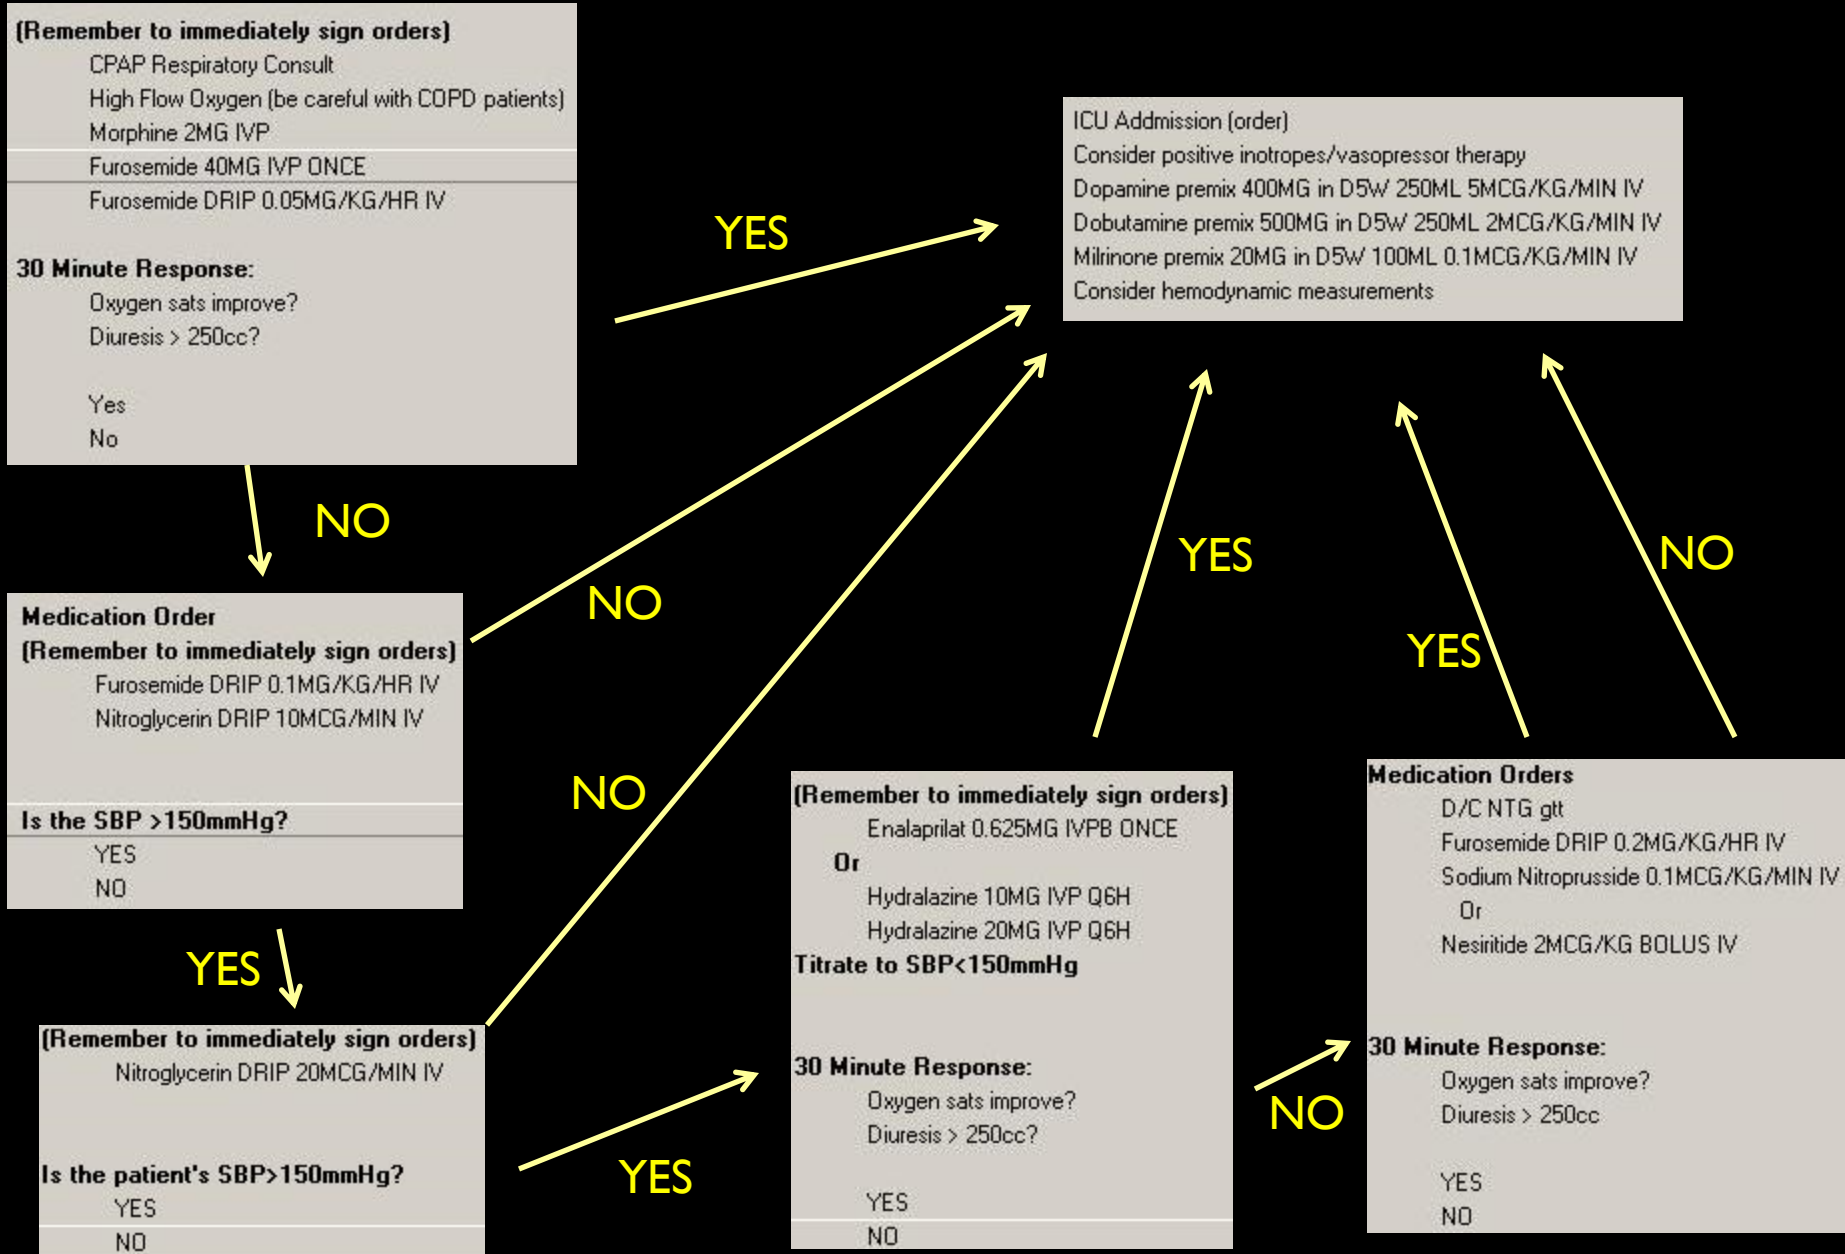 (Remember to immediately sign orders)
CPAP Respiratory Consult
High Flow Oxygen (be careful with COPD patients)
Morphine 2MG IVP
Furosemide 40MG IVP ONCE
Furosemide DRIP 0.05MG/KG/HR IV
30 Minute Response:
Oxygen sats improve?
Diuresis > 250cc?
Yes
No
YES
ICU Addmission (order)
Consider positive inotropes/vasopressor therapy
Dopamine premix 400MG in D5W 250ML 5MCG/KG/MIN IV
Dobutamine premix 500MG in D5W 250ML 2MCG/KG/MIN IV
Milrinone premix 20MG in D5W 100ML 0.1MCG/KG/MIN IV
Consider hemodynamic measurements
NO
Medication Order
(Remember to immediately sign orders)
Furosemide DRIP 0.1MG/KG/HR IV
Nitroglycerin DRIP 10MCG/MIN IV
Is the SBP >150mmHg?
YES
NO
NO
YES
(Remember to immediately sign orders)
Nitroglycerin DRIP 20MCG/MIN IV
Is the patient's SBP>150mmHg?
YES
NO
NO
YES
(Remember to immediately sign orders)
Enalaprilat 0.625MG IVPB ONCE
Or
Hydralazine 10MG IVP Q6H
Hydralazine 20MG IVP Q6H
Titrate to SBP<150mmHg
30 Minute Response:
Oxygen sats improve?
Diuresis > 250cc?
YES
NO
YES
NO
Medication Orders
D/C NTG gtt
Furosemide DRIP 0.2MG/KG/HR IV
Sodium Nitroprusside 0.1MCG/KG/MIN IV
Or
Nesiritide 2MCG/KG BOLUS IV
30 Minute Response:
Oxygen sats improve?
Diuresis > 250cc
YES
NO
YES
NO